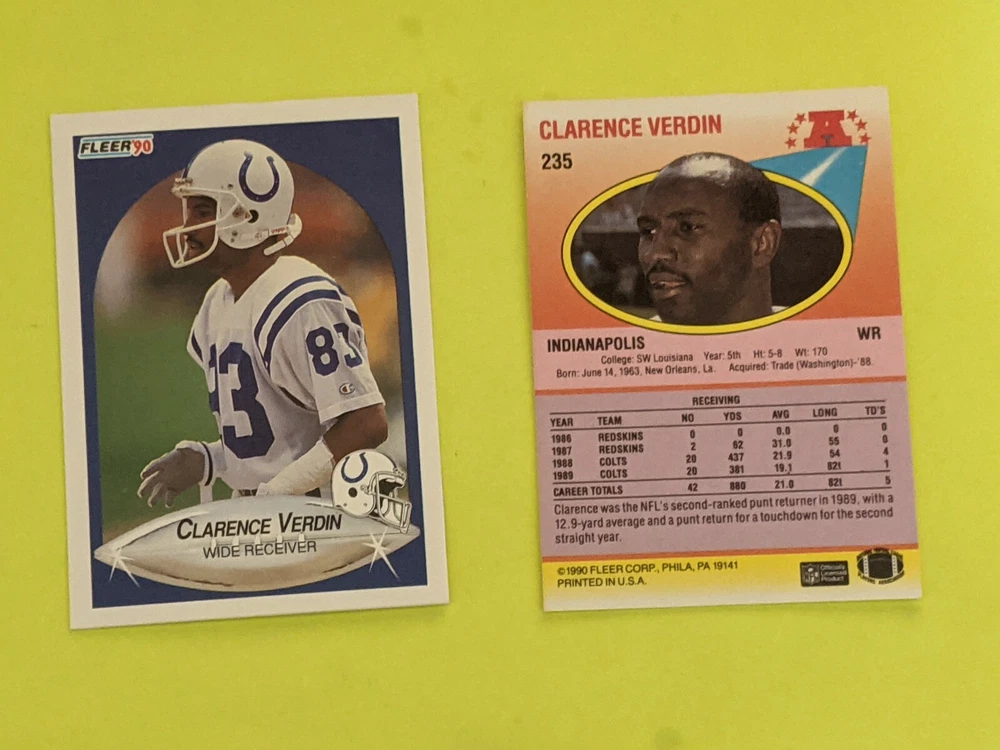 FLEER '90
83
83
CLARENCE VERDIN
WIDE RECEIVER
CLARENCE VERDIN
235
A
INDIANAPOLIS WR
College: SW Louisiana Year: 5th Ht: 5-8 Wt: 170
Born: June 14, 1963, New Orleans, La. Acquired: Trade (Washington)-'88
RECEIVING
YEAR TEAM NO YDS AVG LONG TD'S
1986 REDSKINS 0 0 0.0 0 0
1987 REDSKINS 2 62 31.0 55 0
1988 COLTS 20 437 21.9 54 4
1989 COLTS 20 381 19.1 82t 1
CAREER TOTALS 42 880 21.0 82t 5
Clarence was the NFL's second-ranked punt returner in 1989, with a
12.9-yard average and a punt return for a touchdown for the second
straight year.
©1990 FLEER CORP., PHILA, PA 19141
PRINTED IN U.S.A.
NFL
Officially
Licensed
Product